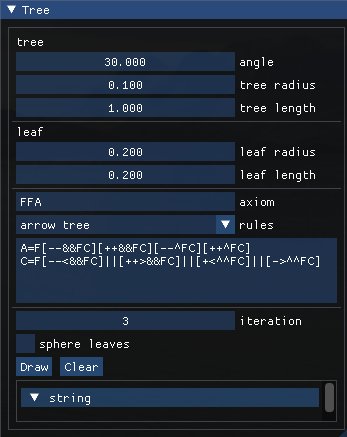 Tree
tree
30.000 angle
0.100 tree radius
1.000 tree length
leaf
0.200 leaf radius
0.200 leaf length
FFA axiom
arrow tree rules
A=F[--&&FC][++&&FC][--^FC][++^FC]
C=F[--<&&FC]||[++>&&FC]||[+<^^FC]||[->^^FC]
3 iteration
sphere leaves
Draw Clear
string